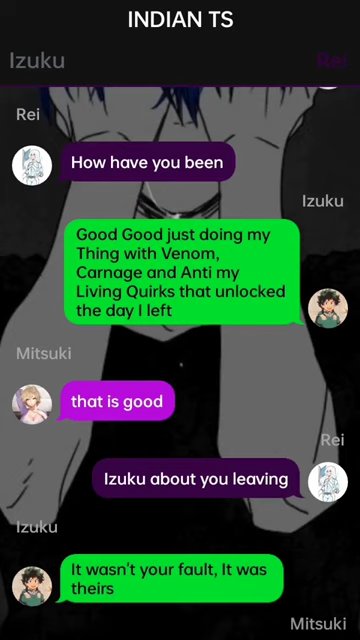 INDIAN TS
Izuku
Rei
Rei
How have you been
Izuku
Good Good just doing my
Thing with Venom,
Carnage and Anti my
Living Quirks that unlocked
the day I left
Mitsuki
that is good
Rei
Izuku about you leaving
Izuku
It wasn't your fault, It was
theirs
Mitsuki